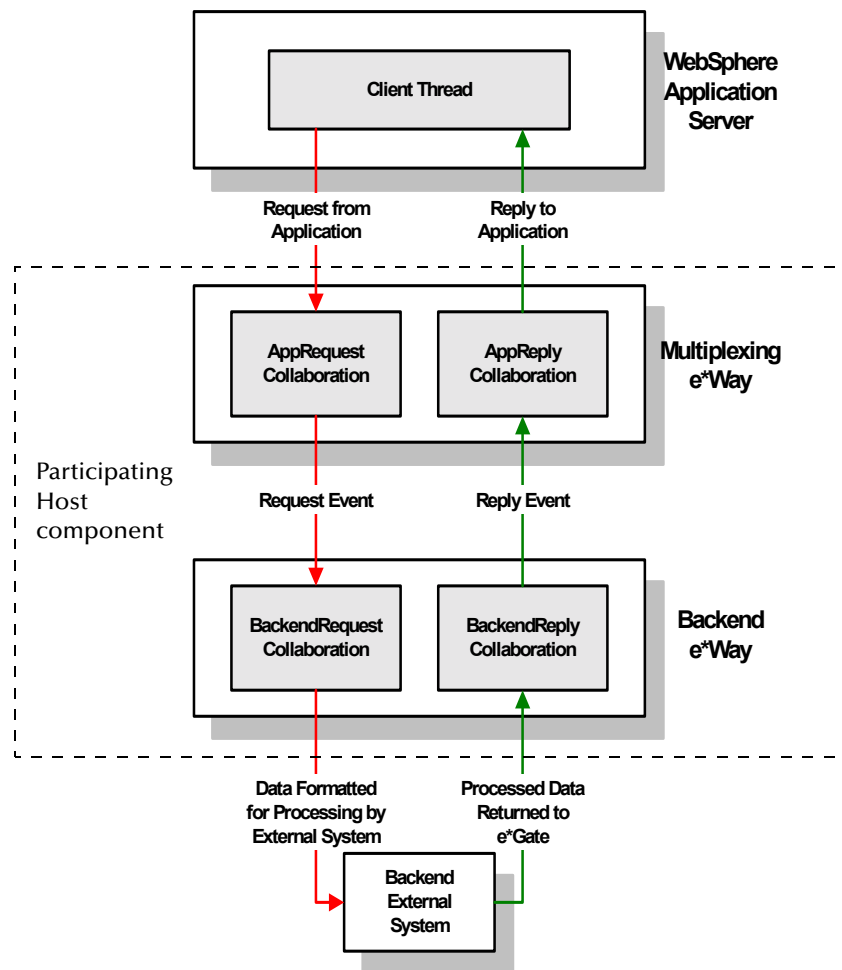 Client Thread
WebSphere
Application
Server
Request from
Application
Reply to
Application
AppRequest
Collaboration
AppReply
Collaboration
Multiplexing
e*Way
Participating
Host
component
Request Event
Reply Event
BackendRequest
Collaboration
BackendReply
Collaboration
Backend
e*Way
Data Formatted
for Processing by
External System
Processed Data
Returned to
e*Gate
Backend
External
System